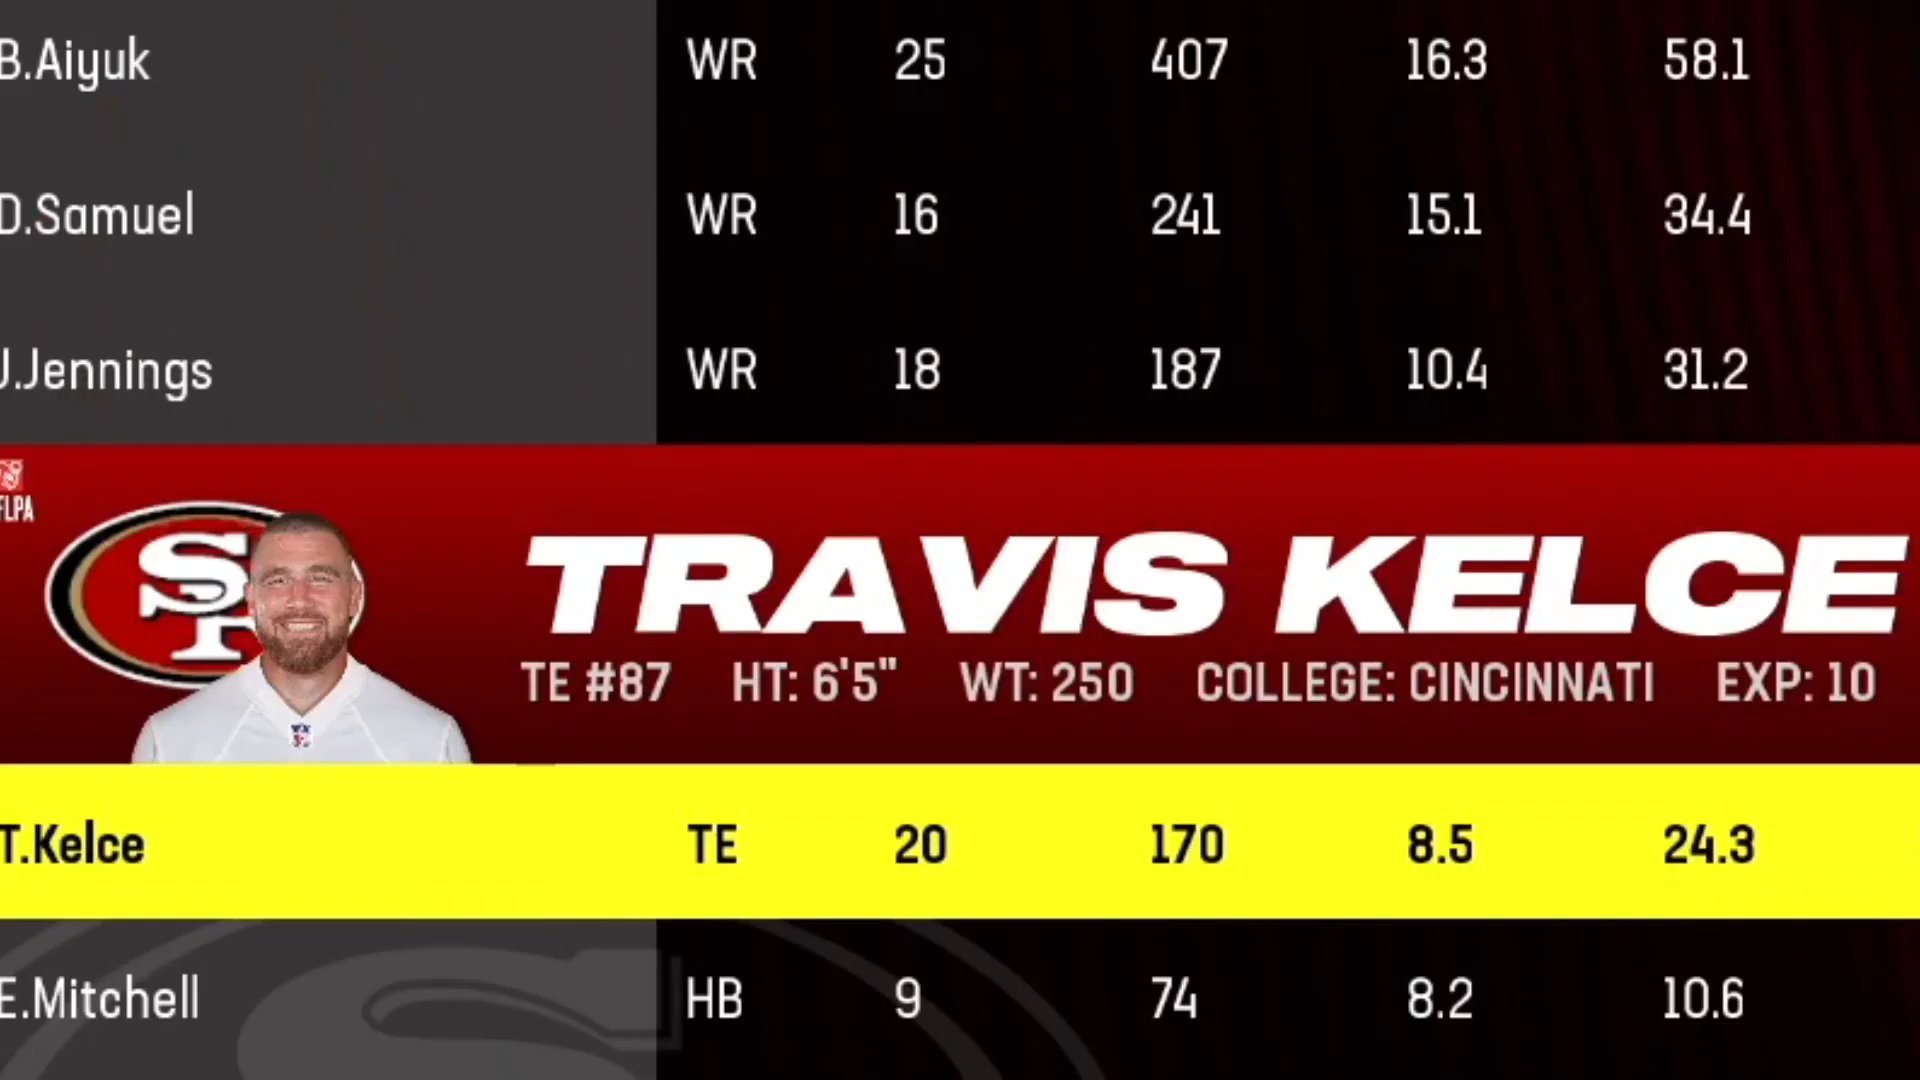 B.Aiyuk WR 25 407 16.3 58.1
D.Samuel WR 16 241 15.1 34.4
J.Jennings WR 18 187 10.4 31.2
FLPA
SF
TRAVIS KELCE
TE #87 HT: 6'5" WT: 250 COLLEGE: CINCINNATI EXP: 10
T.Kelce TE 20 170 8.5 24.3
E.Mitchell HB 9 74 8.2 10.6